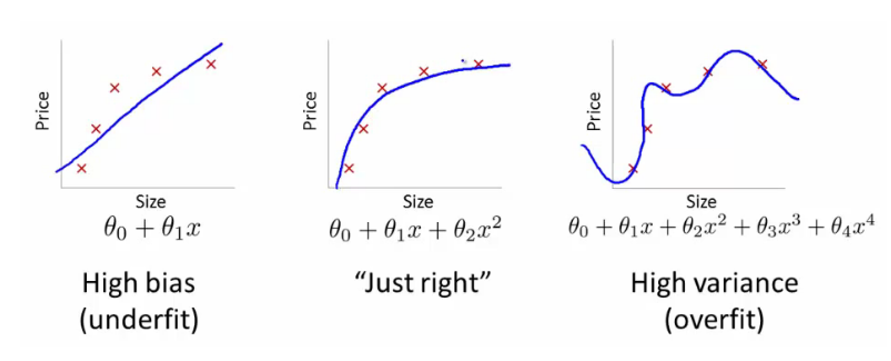 Price
Size
θ₀ + θ₁x
High bias
(underfit)
Price
Size
θ₀ + θ₁x + θ₂x²
“Just right”
Price
Size
θ₀ + θ₁x + θ₂x² + θ₃x³ + θ₄x⁴
High variance
(overfit)